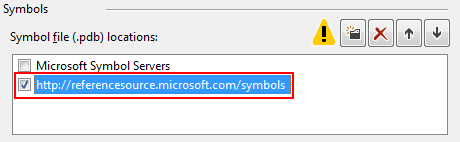 Symbols
Symbol file (.pdb) locations:
Microsoft Symbol Servers
http://referencesource.microsoft.com/symbols